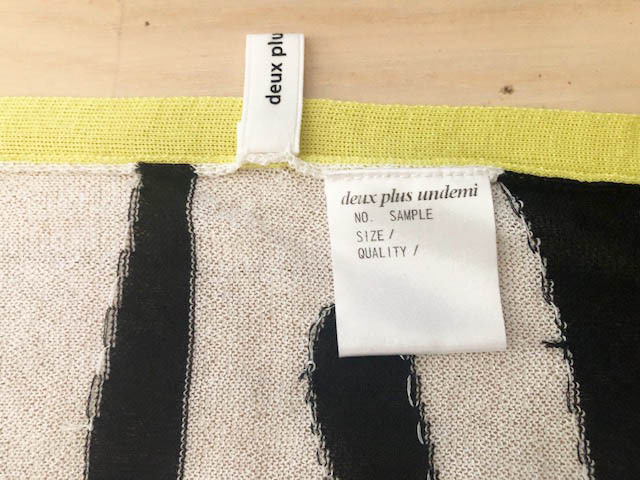 deux plu
deux plus undemi
NO. SAMPLE
SIZE /
QUALITY /